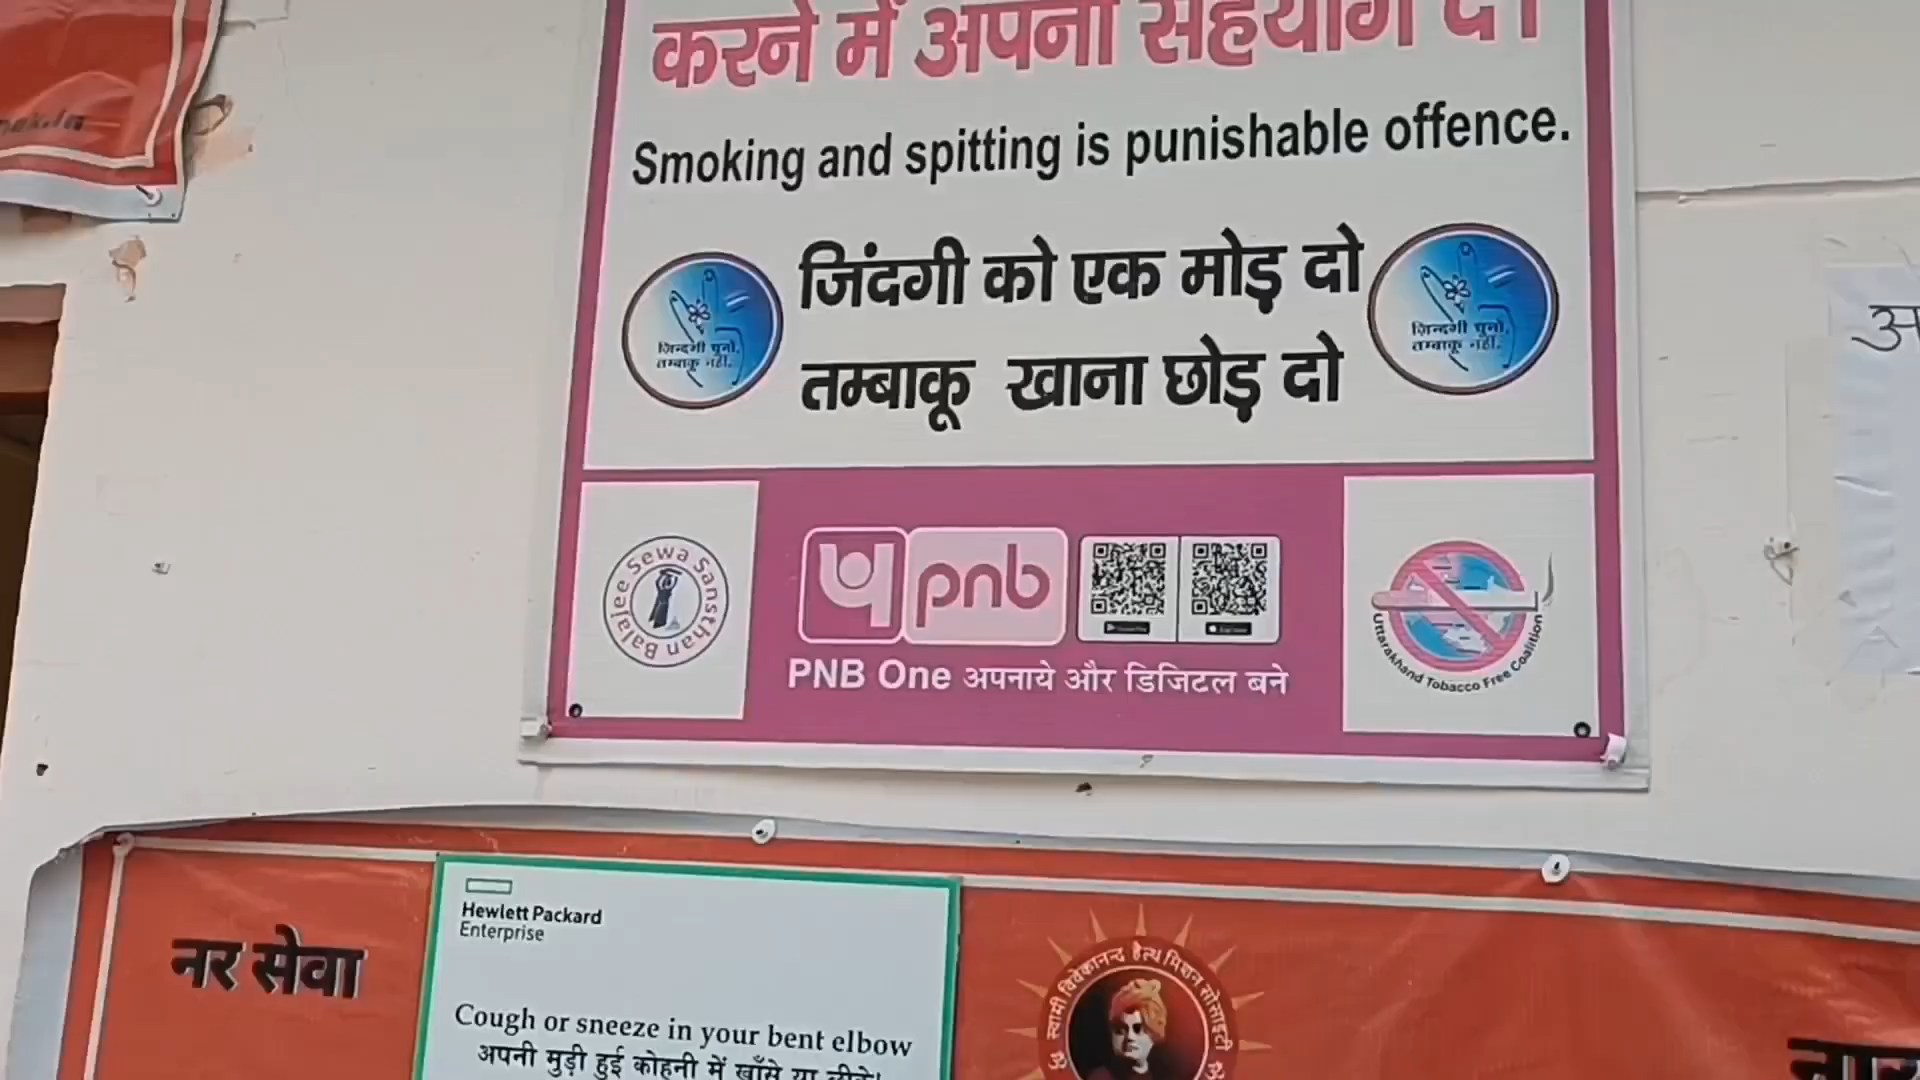 करने में अपना सहयोग दें।
Smoking and spitting is punishable offence.
जिंदगी को एक मोड़ दो
तम्बाकू खाना छोड़ दो
ज़िन्दगी चुनो,
तम्बाकू नहीं.
ज़िन्दगी चुनो,
तम्बाकू नहीं.
Balajee Sewa Sansthan
pnb
PNB One अपनाये और डिजिटल बने
Uttarakhand Tobacco Free Coalition
नर सेवा
Hewlett Packard
Enterprise
Cough or sneeze in your bent elbow
अपनी मुड़ी हुई कोहनी में खाँसे या
ॐ स्वामी विवेकानन्द हैल्थ मिशन सोसाइटी ॐ